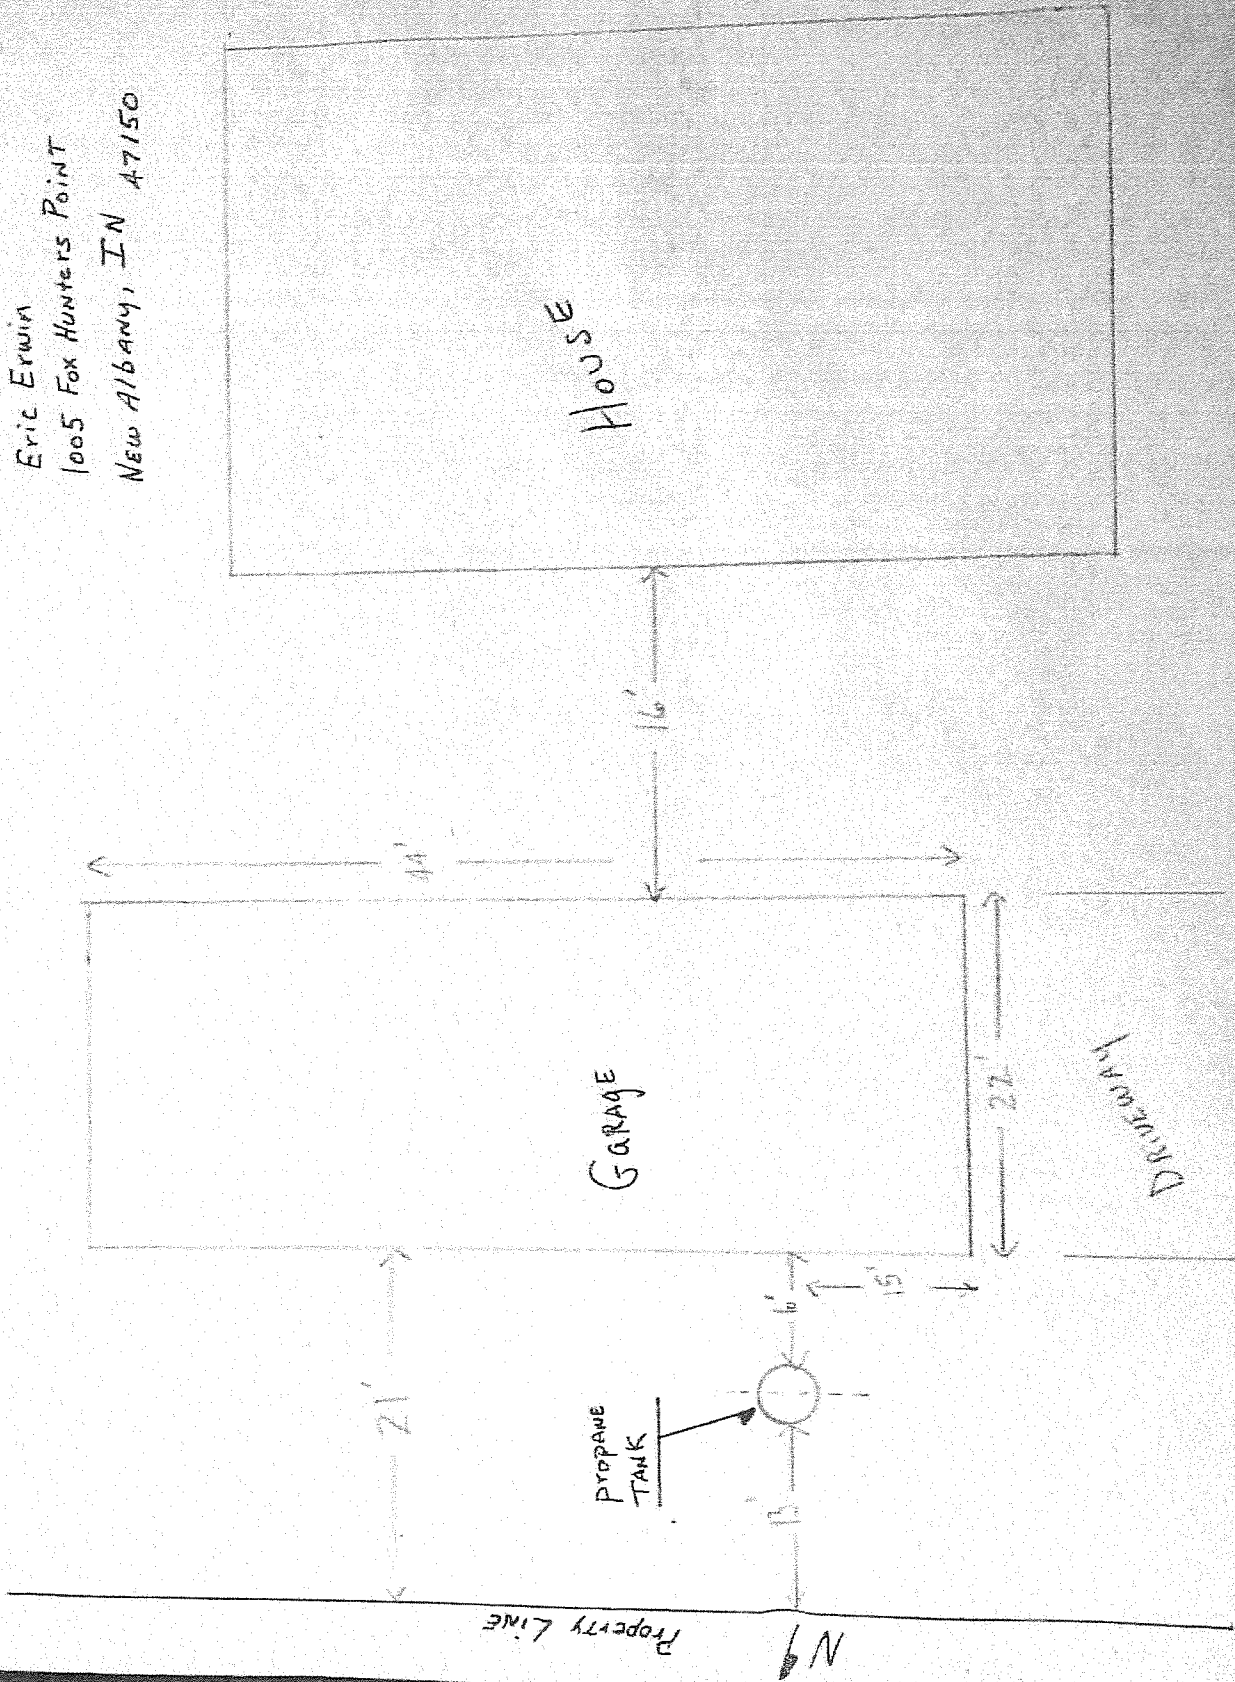 Eric Erwin
1005 Fox Hunters Point
New Albany, IN 47150
House
16'
44'
Garage
22'
Driveway
21'
15'
Propane
Tank
13'
Property Line
N